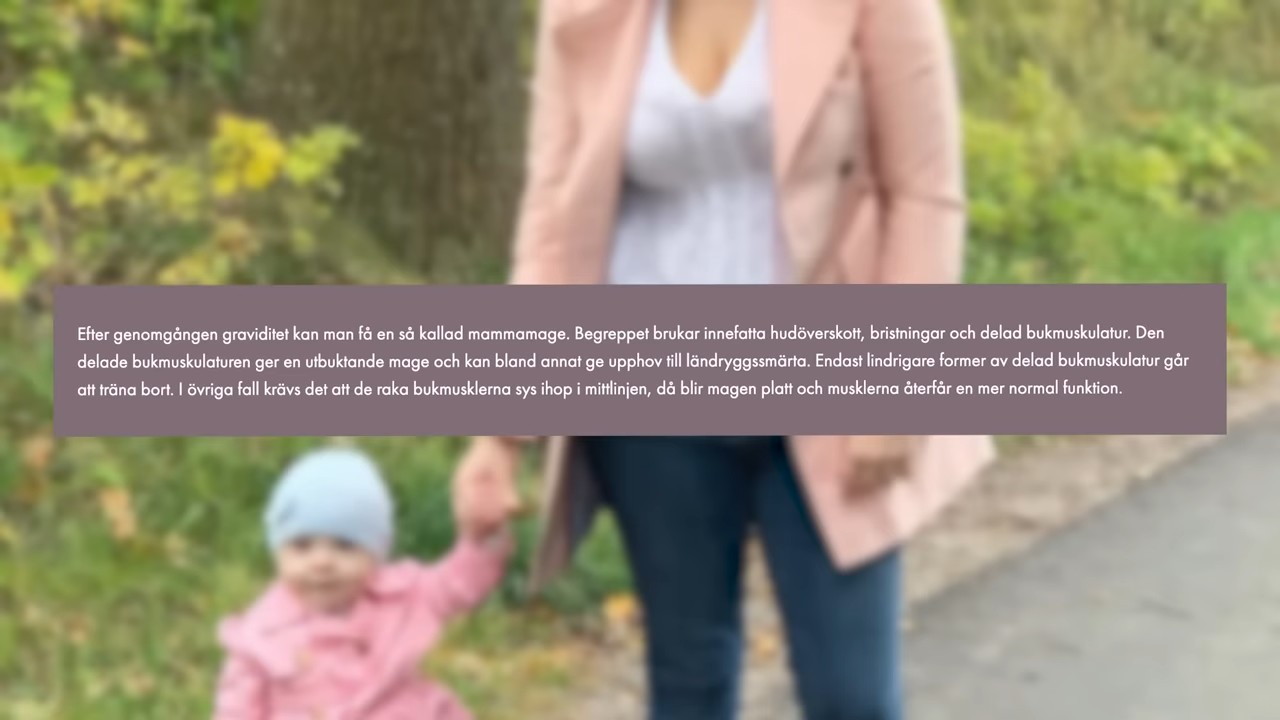 Efter genomgången graviditet kan man få en så kallad mammamage. Begreppet brukar innefatta hudöverskott, bristningar och delad bukmuskulatur. Den
delade bukmuskulaturen ger en utbuktande mage och kan bland annat ge upphov till ländryggssmärta. Endast lindrigare former av delad bukmuskulatur går
att träna bort. I övriga fall krävs det att de raka bukmusklerna sys ihop i mittlinjen, då blir magen platt och musklerna återfår en mer normal funktion.